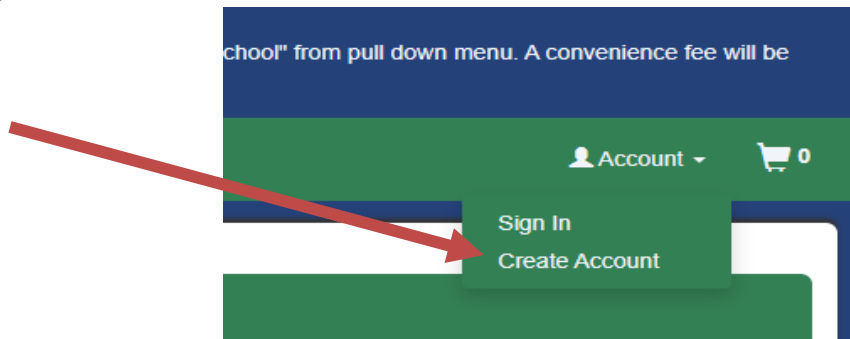 chool" from pull down menu. A convenience fee will be
Account 0
Sign In
Create Account